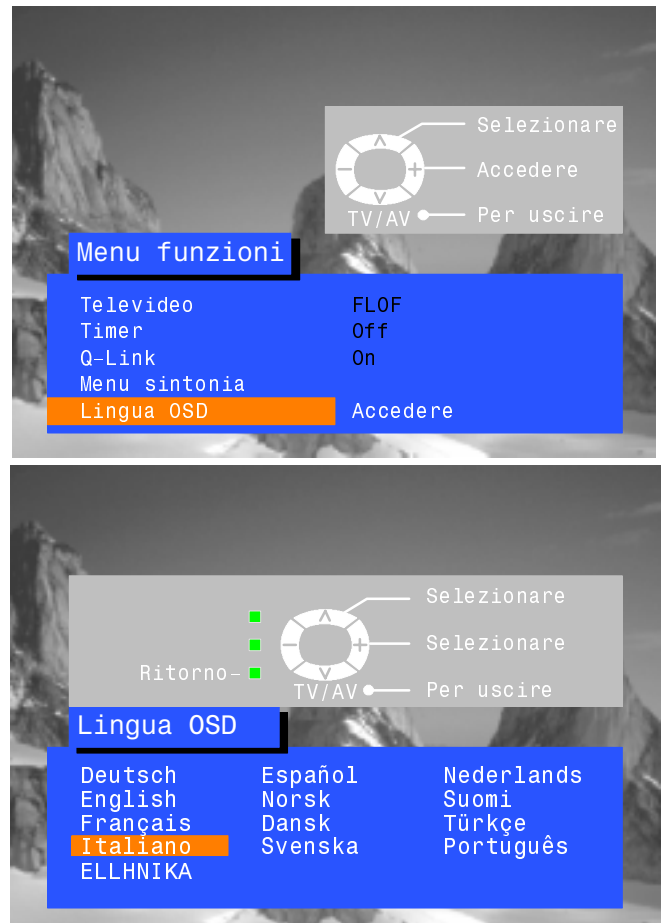 Selezionare
Accedere
TV/AV Per uscire
Menu funzioni
Televideo FLOF
Timer Off
Q-Link On
Menu sintonia
Lingua OSD Accedere
Selezionare
Selezionare
Ritorno-
TV/AV Per uscire
Lingua OSD
Deutsch Español Nederlands
English Norsk Suomi
Français Dansk Türkçe
Italiano Svenska Português
ELLHNIKA